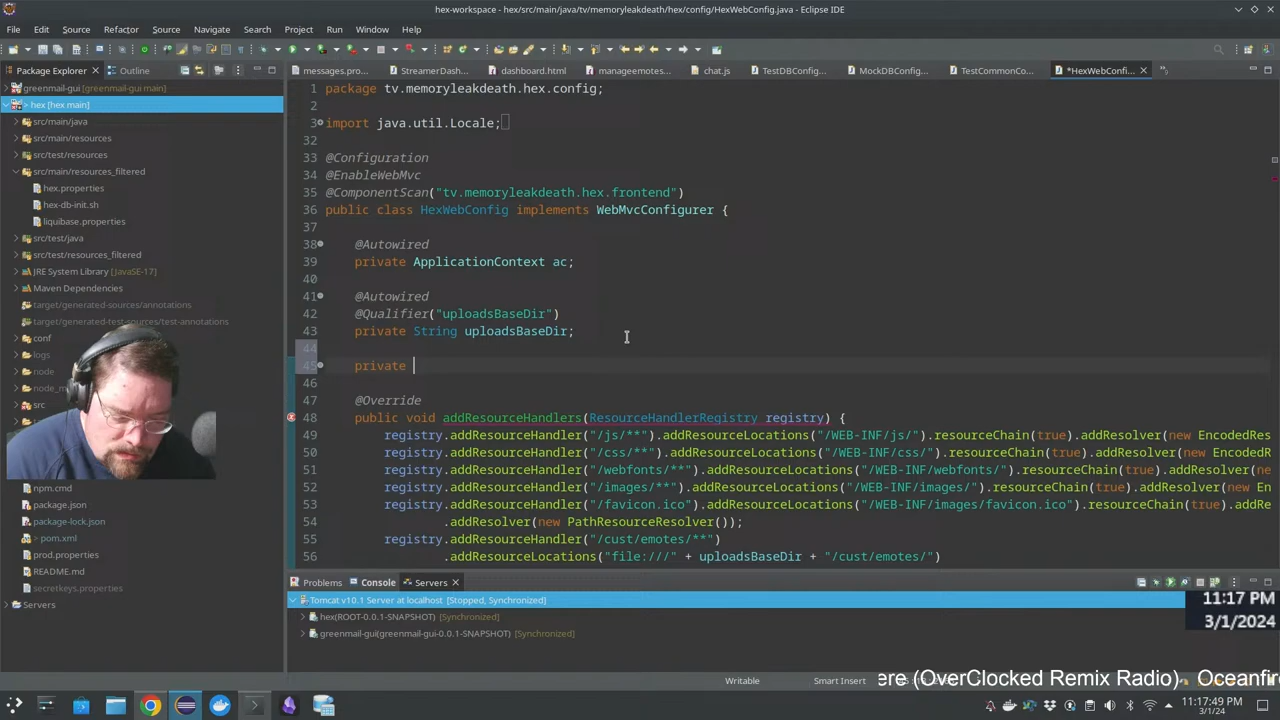 hex-workspace - hex/src/main/java/tv/memoryleakdeath/hex/config/HexWebConfig.java - Eclipse IDE
File Edit Source Refactor Source Navigate Search Project Run Window Help
Package Explorer Outline
messages.pro... StreamerDash... dashboard.html manageemotes... chat.js TestDBConfig... MockDBConfig... TestCommonCo... *HexWebConfi...
greenmail-gui [greenmail-gui main]
> hex [hex main]
src/main/java
src/main/resources
src/test/resources
src/main/resources_filtered
hex.properties
hex-db-init.sh
liquibase.properties
src/test/java
src/test/resources_filtered
JRE System Library [JavaSE-17]
Maven Dependencies
target/generated-sources/annotations
target/generated-test-sources/test-annotations
conf
logs
node
node_m
src
npm.cmd
package.json
package-lock.json
> pom.xml
prod.properties
README.md
secretkeys.properties
Servers
1 package tv.memoryleakdeath.hex.config;
2
3 import java.util.Locale;
32
33 @Configuration
34 @EnableWebMvc
35 @ComponentScan("tv.memoryleakdeath.hex.frontend")
36 public class HexWebConfig implements WebMvcConfigurer {
37
38 @Autowired
39 private ApplicationContext ac;
40
41 @Autowired
42 @Qualifier("uploadsBaseDir")
43 private String uploadsBaseDir;
44
45 private
46
47 @Override
48 public void addResourceHandlers(ResourceHandlerRegistry registry) {
49 registry.addResourceHandler("/js/**").addResourceLocations("/WEB-INF/js/").resourceChain(true).addResolver(new EncodedRes
50 registry.addResourceHandler("/css/**").addResourceLocations("/WEB-INF/css/").resourceChain(true).addResolver(new EncodedR
51 registry.addResourceHandler("/webfonts/**").addResourceLocations("/WEB-INF/webfonts/").resourceChain(true).addResolver(ne
52 registry.addResourceHandler("/images/**").addResourceLocations("/WEB-INF/images/").resourceChain(true).addResolver(new En
53 registry.addResourceHandler("/favicon.ico").addResourceLocations("/WEB-INF/images/favicon.ico").resourceChain(true).addRe
54 .addResolver(new PathResourceResolver());
55 registry.addResourceHandler("/cust/emotes/**")
56 .addResourceLocations("file:///" + uploadsBaseDir + "/cust/emotes/")
Problems Console Servers
Tomcat v10.1 Server at localhost [Stopped, Synchronized]
hex(ROOT-0.0.1-SNAPSHOT) [Synchronized]
greenmail-gui(greenmail-gui-0.0.1-SNAPSHOT) [Synchronized]
11:17 PM
3/1/2024
Writable Smart Insert
ere (OverClocked Remix Radio)- Oceanfire
11:17:49 PM
3/1/24